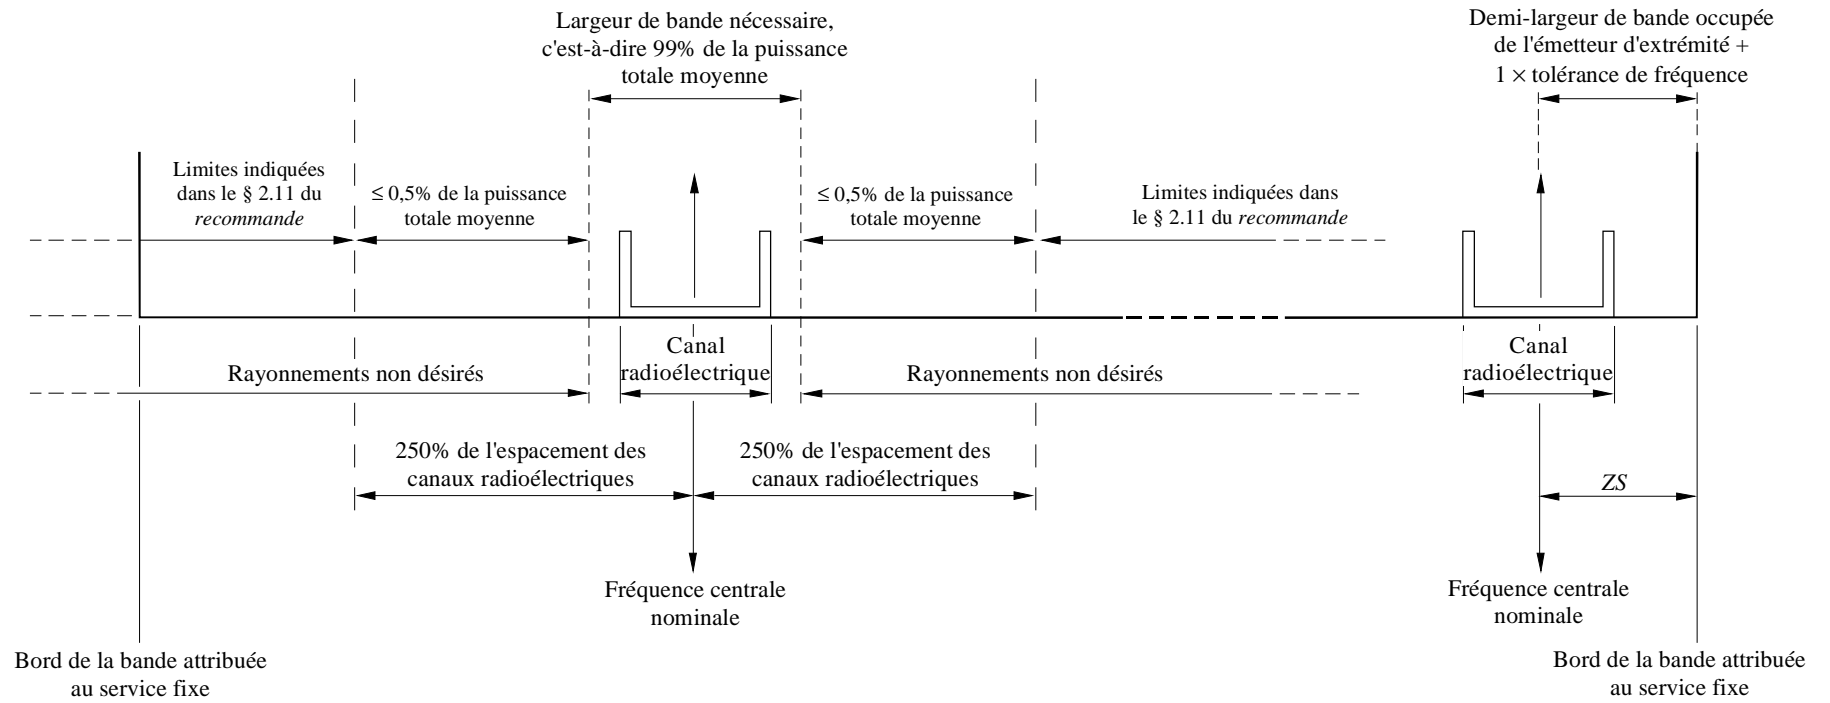 Largeur de bande nécessaire,
c'est-à-dire 99% de la puissance
totale moyenne
Demi-largeur de bande occupée
de l'émetteur d'extrémité +
1 × tolérance de fréquence
Limites indiquées
dans le § 2.11 du
recommande
≤ 0,5% de la puissance
totale moyenne
≤ 0,5% de la puissance
totale moyenne
Limites indiquées dans
le § 2.11 du recommande
Rayonnements non désirés
Canal
radioélectrique
Rayonnements non désirés
Canal
radioélectrique
250% de l'espacement des
canaux radioélectriques
250% de l'espacement des
canaux radioélectriques
ZS
Fréquence centrale
nominale
Fréquence centrale
nominale
Bord de la bande attribuée
au service fixe
Bord de la bande attribuée
au service fixe